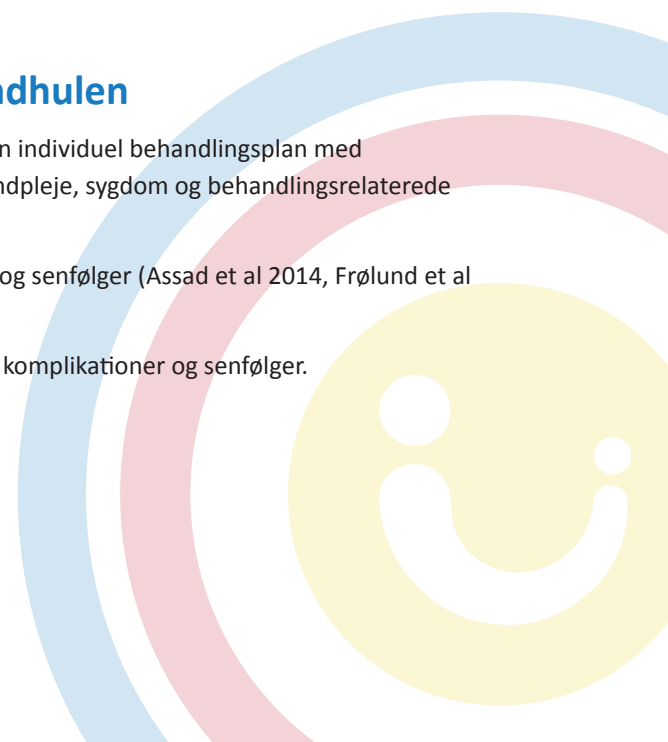 ndhulen
n individuel behandlingsplan med
ndpleje, sygdom og behandlingsrelaterede
og senfølger (Assad et al 2014, Frølund et al
komplikationer og senfølger.